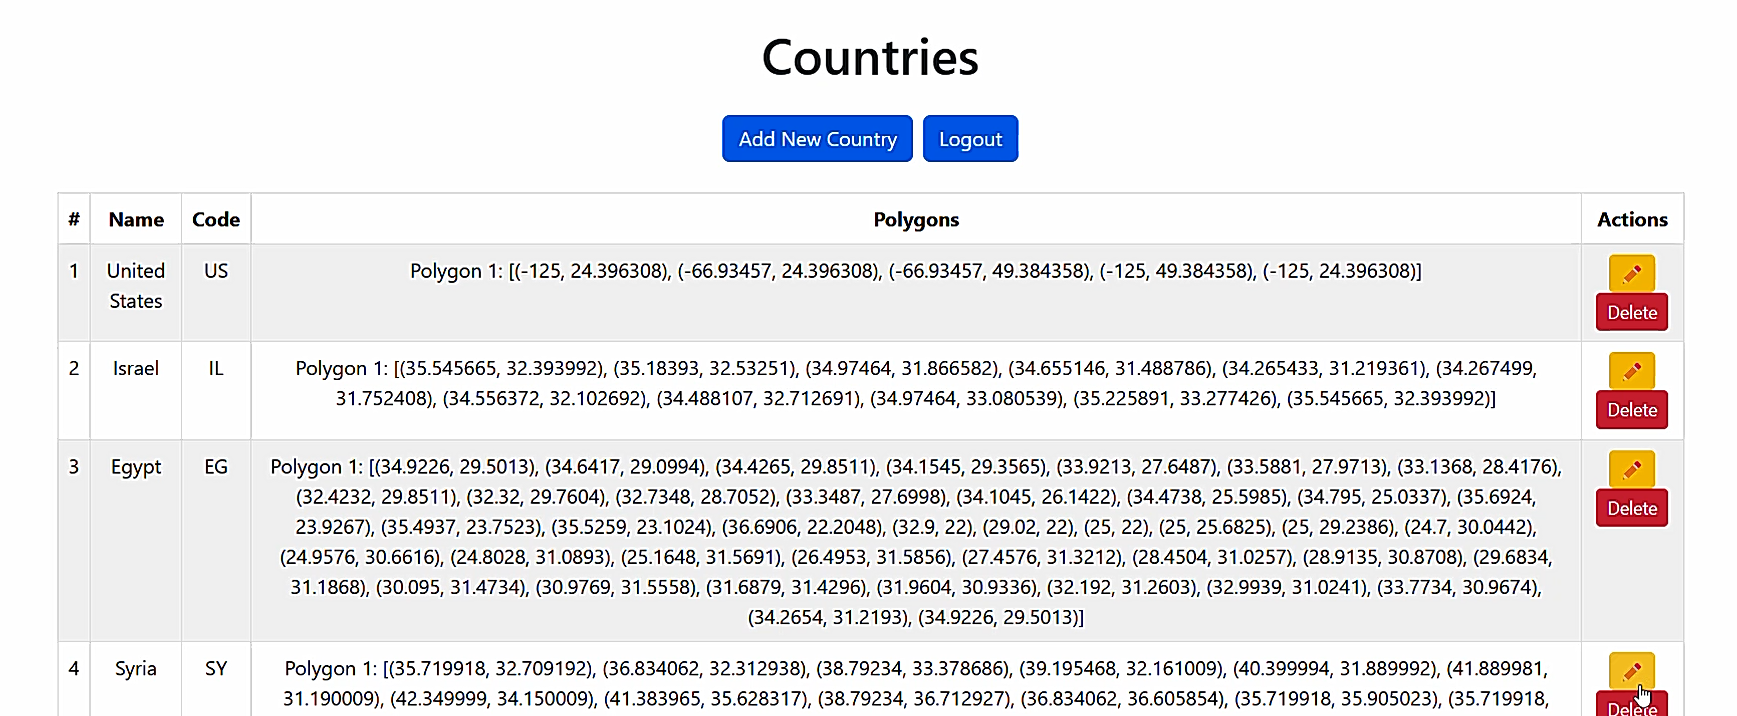 Countries
Add New Country Logout
# Name Code Polygons Actions
1 United States US Polygon 1: [(-125, 24.396308), (-66.93457, 24.396308), (-66.93457, 49.384358), (-125, 49.384358), (-125, 24.396308)]
Delete
2 Israel IL Polygon 1: [(35.545665, 32.393992), (35.18393, 32.53251), (34.97464, 31.866582), (34.655146, 31.488786), (34.265433, 31.219361), (34.267499,
31.752408), (34.556372, 32.102692), (34.488107, 32.712691), (34.97464, 33.080539), (35.225891, 33.277426), (35.545665, 32.393992)]
Delete
3 Egypt EG Polygon 1: [(34.9226, 29.5013), (34.6417, 29.0994), (34.4265, 29.8511), (34.1545, 29.3565), (33.9213, 27.6487), (33.5881, 27.9713), (33.1368, 28.4176),
(32.4232, 29.8511), (32.32, 29.7604), (32.7348, 28.7052), (33.3487, 27.6998), (34.1045, 26.1422), (34.4738, 25.5985), (34.795, 25.0337), (35.6924,
23.9267), (35.4937, 23.7523), (35.5259, 23.1024), (36.6906, 22.2048), (32.9, 22), (29.02, 22), (25, 22), (25, 25.6825), (25, 29.2386), (24.7, 30.0442),
(24.9576, 30.6616), (24.8028, 31.0893), (25.1648, 31.5691), (26.4953, 31.5856), (27.4576, 31.3212), (28.4504, 31.0257), (28.9135, 30.8708), (29.6834,
31.1868), (30.095, 31.4734), (30.9769, 31.5558), (31.6879, 31.4296), (31.9604, 30.9336), (32.192, 31.2603), (32.9939, 31.0241), (33.7734, 30.9674),
(34.2654, 31.2193), (34.9226, 29.5013)]
Delete
4 Syria SY Polygon 1: [(35.719918, 32.709192), (36.834062, 32.312938), (38.79234, 33.378686), (39.195468, 32.161009), (40.399994, 31.889992), (41.889981,
31.190009), (42.349999, 34.150009), (41.383965, 35.628317), (38.79234, 36.712927), (36.834062, 36.605854), (35.719918, 35.905023), (35.719918,
Delete